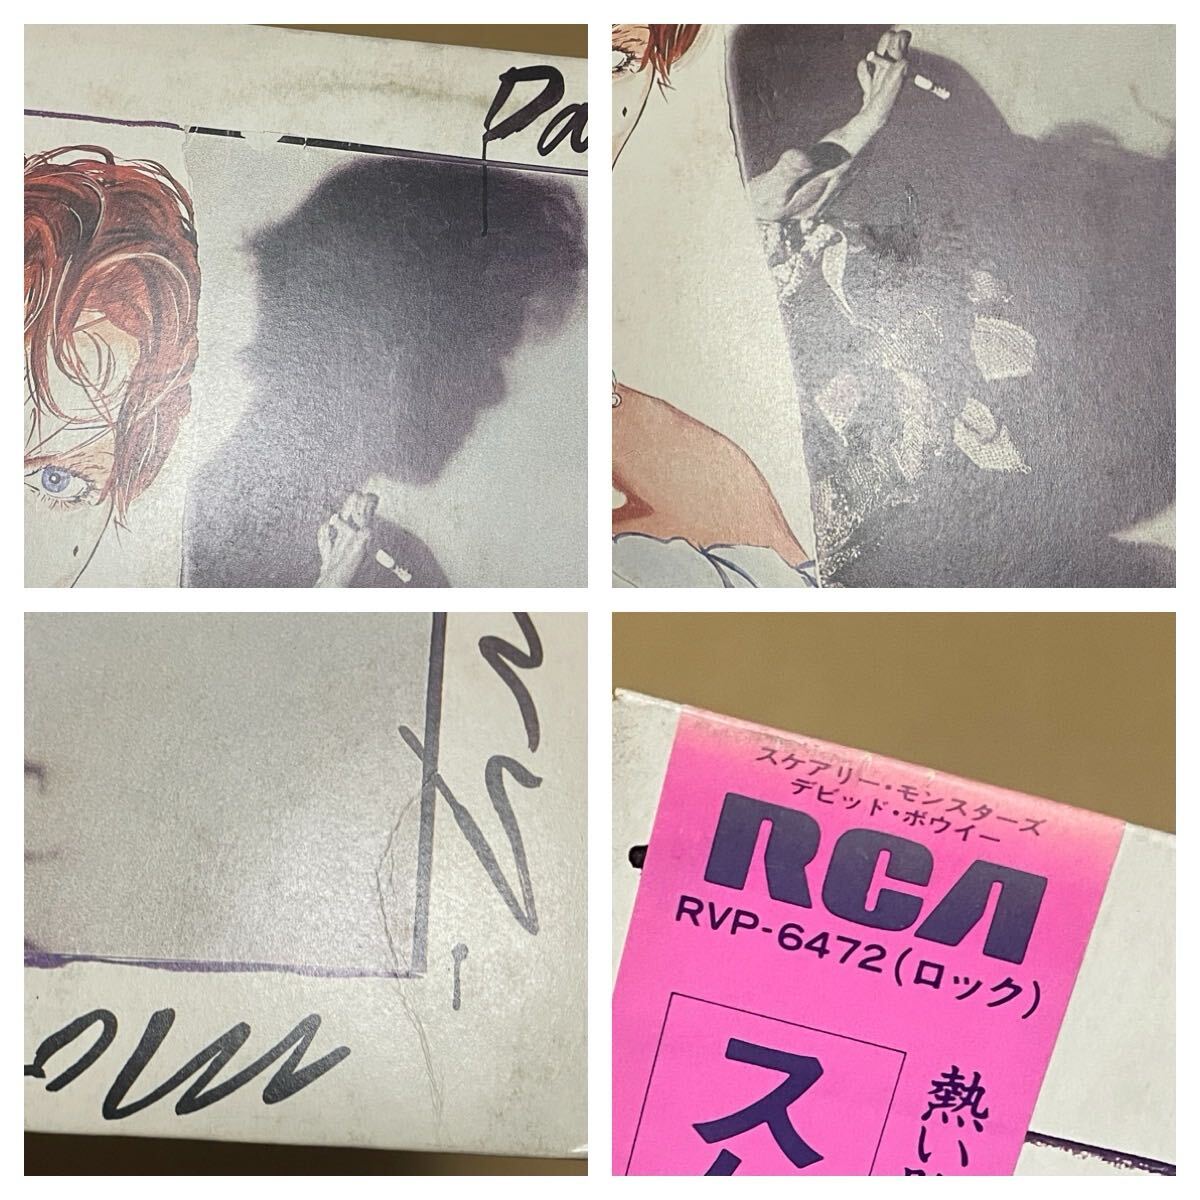 Da
スケアリー・モンスターズ
デビッド・ボウイー
RCA
RVP-6472(ロック)
ス
熱い